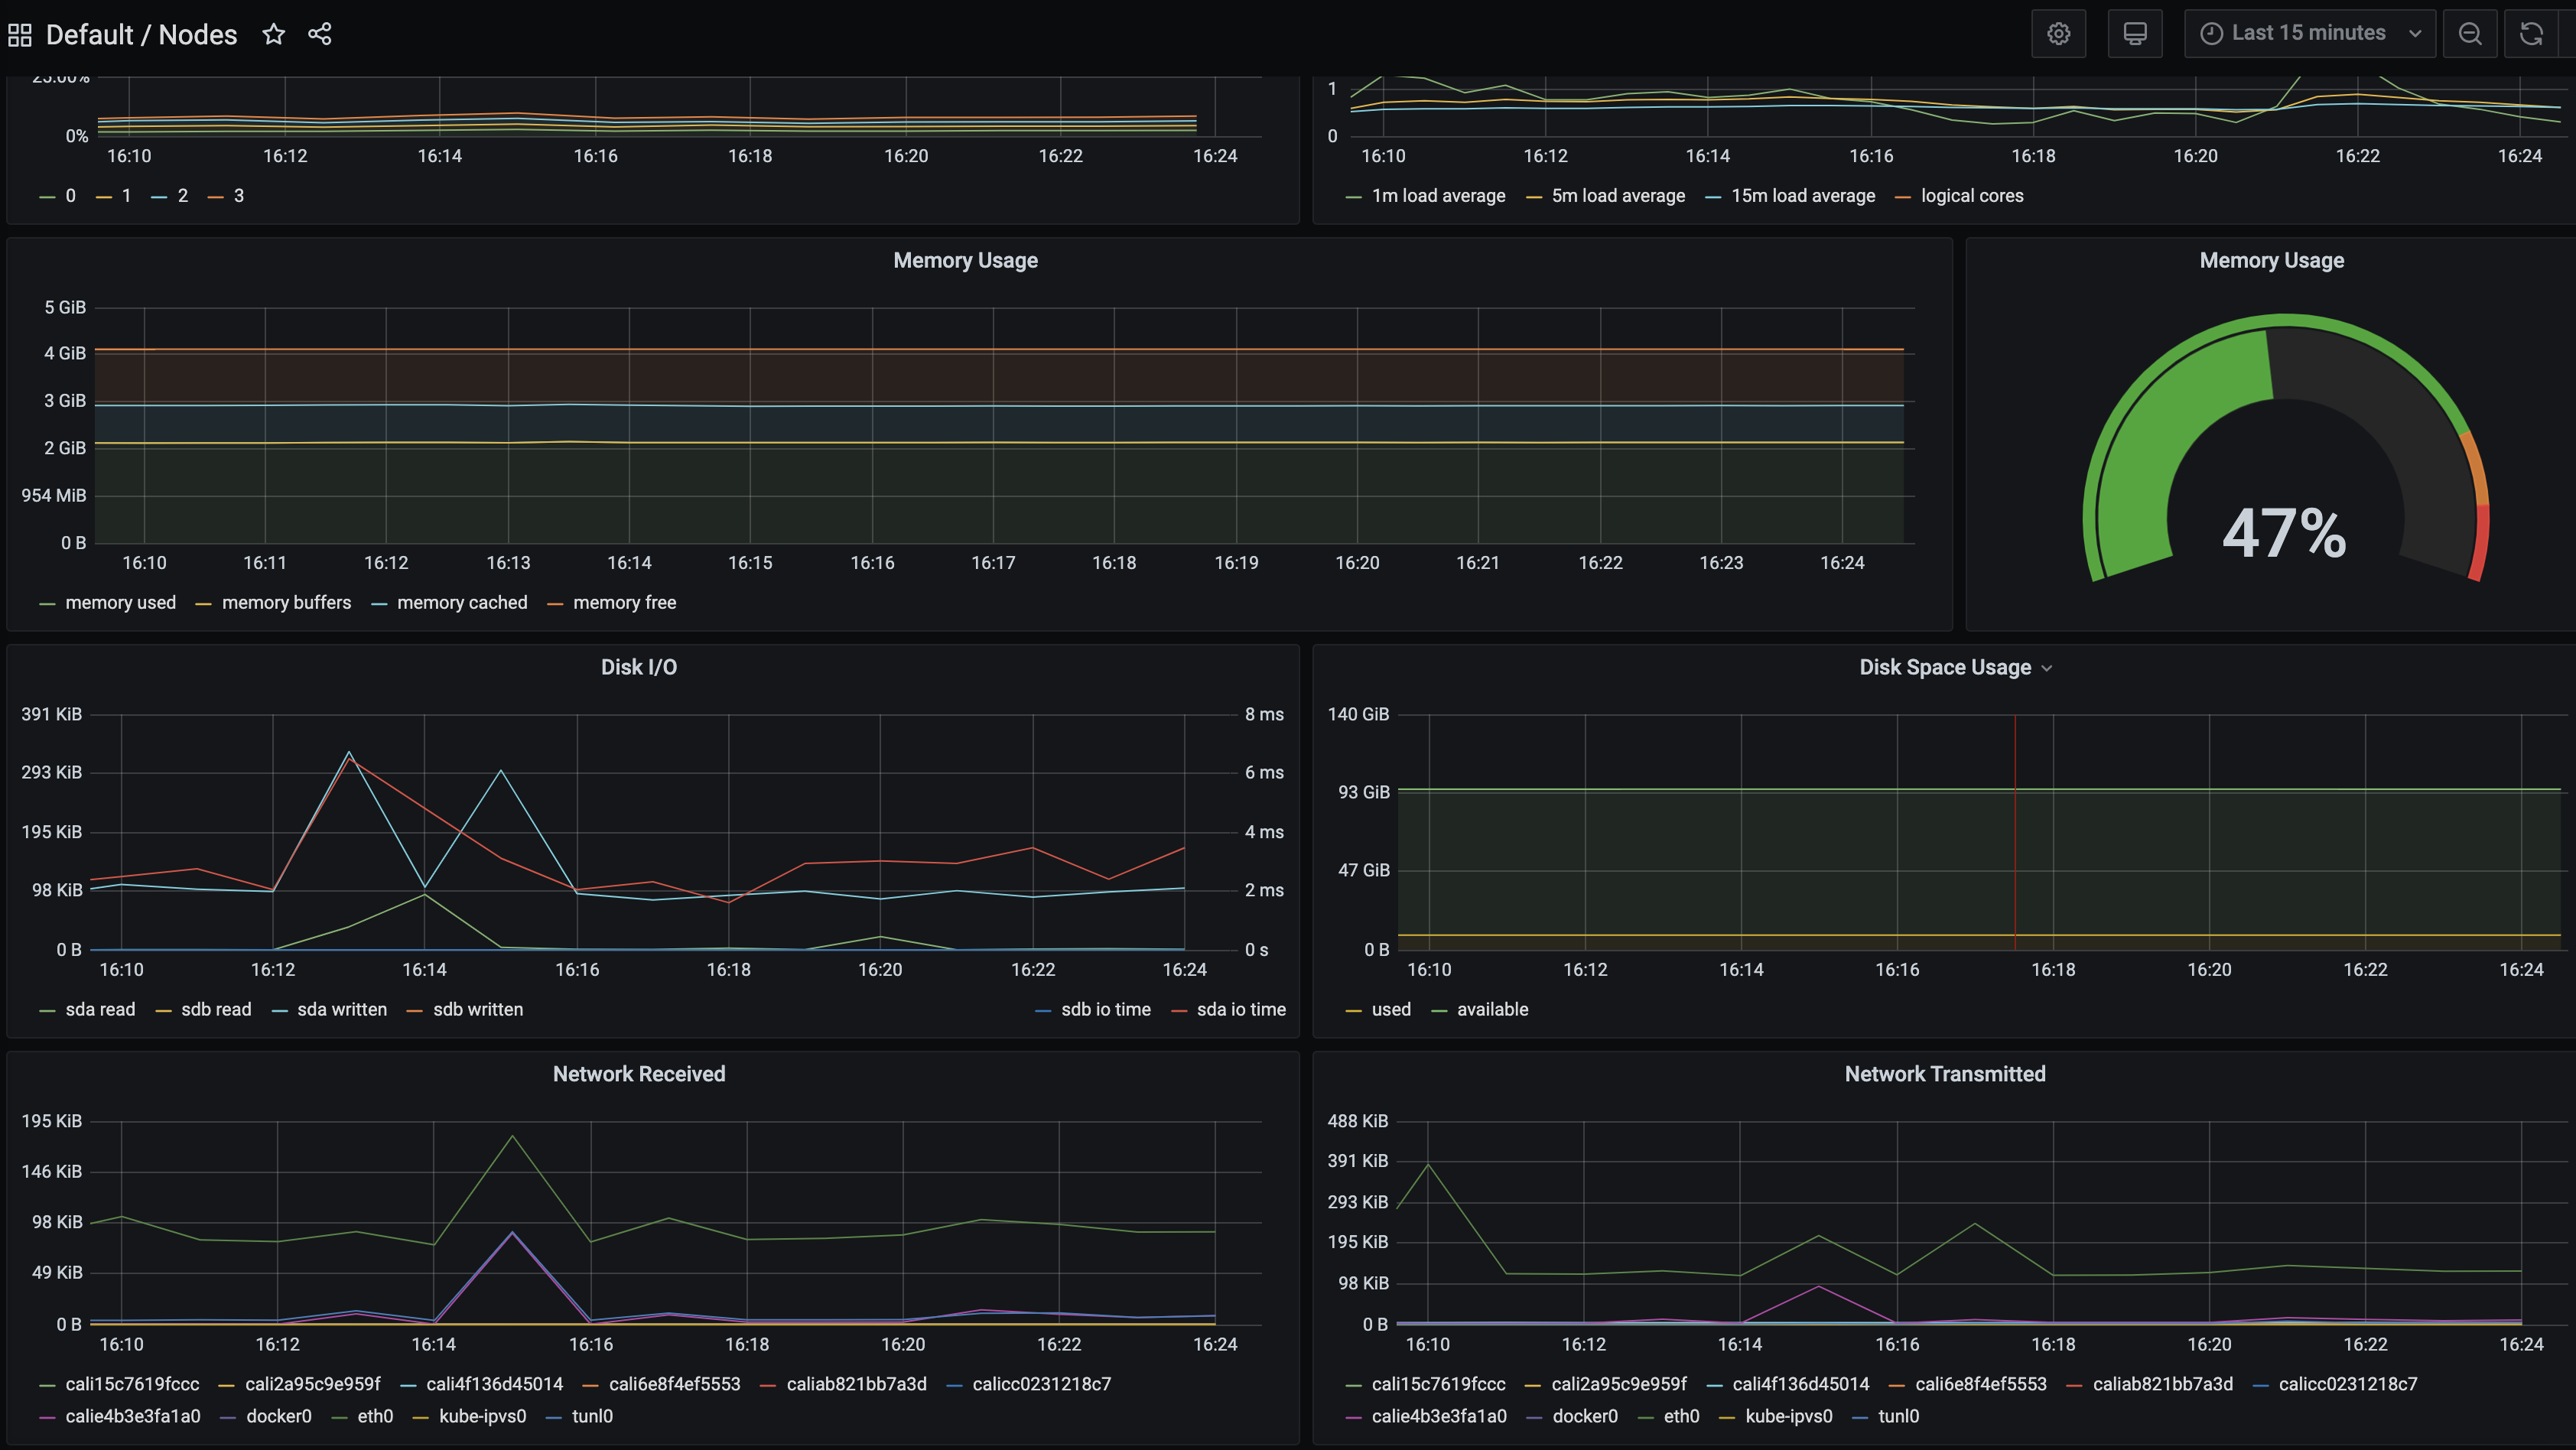 Default / Nodes
Last 15 minutes
25.00%
0%
16:10 16:12 16:14 16:16 16:18 16:20 16:22 16:24
0 1 2 3
1
0
16:10 16:12 16:14 16:16 16:18 16:20 16:22 16:24
1m load average 5m load average 15m load average logical cores
Memory Usage
5 GiB
4 GiB
3 GiB
2 GiB
954 MiB
0 B
16:10 16:11 16:12 16:13 16:14 16:15 16:16 16:17 16:18 16:19 16:20 16:21 16:22 16:23 16:24
memory used memory buffers memory cached memory free
Memory Usage
47%
Disk I/O
391 KiB 8 ms
293 KiB 6 ms
195 KiB 4 ms
98 KiB 2 ms
0 B 0 s
16:10 16:12 16:14 16:16 16:18 16:20 16:22 16:24
sda read sdb read sda written sdb written sdb io time sda io time
Disk Space Usage
140 GiB
93 GiB
47 GiB
0 B
16:10 16:12 16:14 16:16 16:18 16:20 16:22 16:24
used available
Network Received
195 KiB
146 KiB
98 KiB
49 KiB
0 B
16:10 16:12 16:14 16:16 16:18 16:20 16:22 16:24
cali15c7619fccc cali2a95c9e959f cali4f136d45014 cali6e8f4ef5553 caliab821bb7a3d calicc0231218c7
calie4b3e3fa1a0 docker0 eth0 kube-ipvs0 tunl0
Network Transmitted
488 KiB
391 KiB
293 KiB
195 KiB
98 KiB
0 B
16:10 16:12 16:14 16:16 16:18 16:20 16:22 16:24
cali15c7619fccc cali2a95c9e959f cali4f136d45014 cali6e8f4ef5553 caliab821bb7a3d calicc0231218c7
calie4b3e3fa1a0 docker0 eth0 kube-ipvs0 tunl0